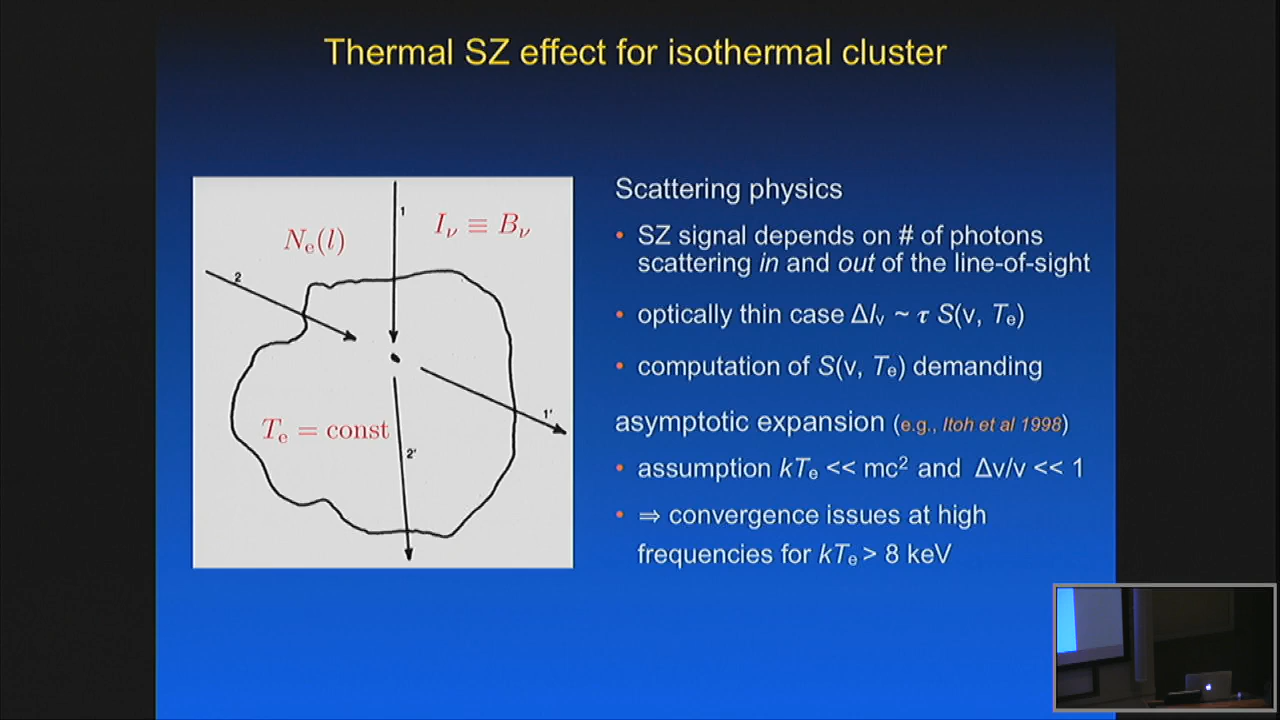 Thermal SZ effect for isothermal cluster
1
Nₑ(l)
I_ν ≡ B_ν
2
Tₑ = const
1'
2'
Scattering physics
• SZ signal depends on # of photons
scattering in and out of the line-of-sight
• optically thin case ΔIᵥ ~ τ S(v, Tₑ)
• computation of S(v, Tₑ) demanding
asymptotic expansion (e.g., Itoh et al 1998)
• assumption kTₑ << mc² and Δv/v << 1
• ⇒ convergence issues at high
frequencies for kTₑ > 8 keV